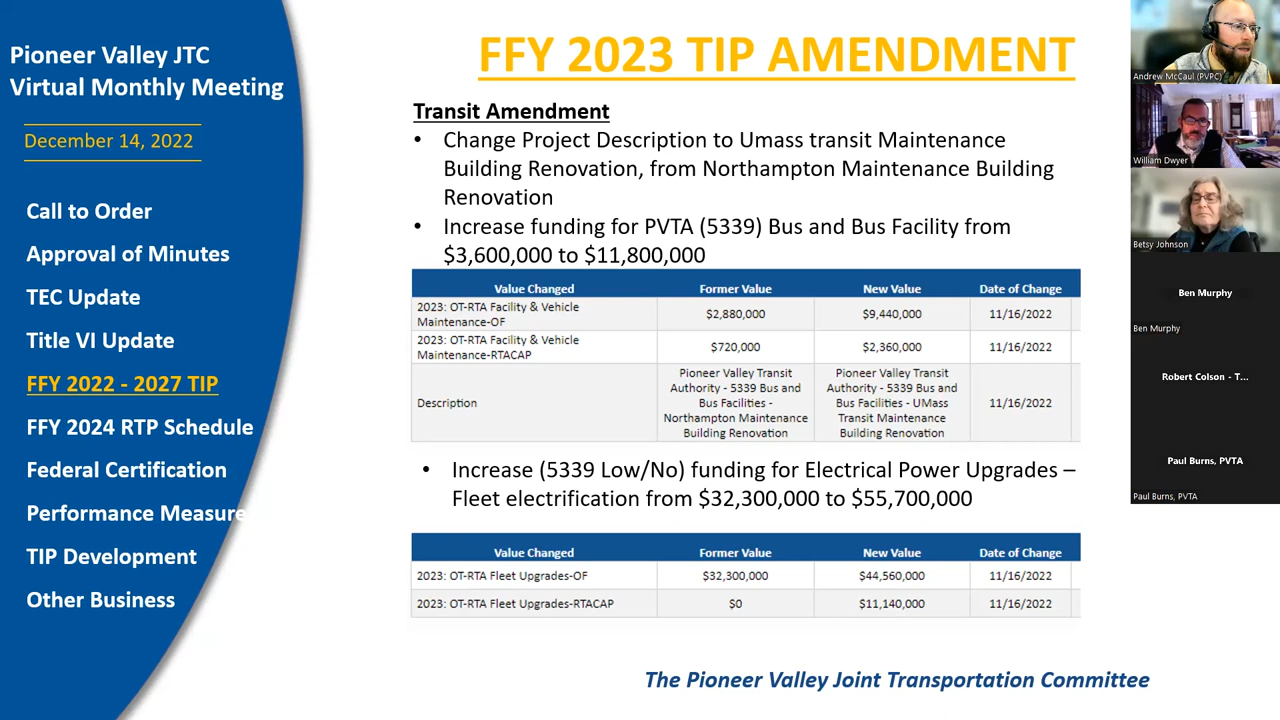 Pioneer Valley JTC
Virtual Monthly Meeting
December 14, 2022
Call to Order
Approval of Minutes
TEC Update
Title VI Update
FFY 2022 - 2027 TIP
FFY 2024 RTP Schedule
Federal Certification
Performance Measure
TIP Development
Other Business
FFY 2023 TIP AMENDMENT
Transit Amendment
• Change Project Description to Umass transit Maintenance
Building Renovation, from Northampton Maintenance Building
Renovation
• Increase funding for PVTA (5339) Bus and Bus Facility from
$3,600,000 to $11,800,000
Value Changed Former Value New Value Date of Change
2023: OT-RTA Facility & Vehicle
Maintenance-OF $2,880,000 $9,440,000 11/16/2022
2023: OT-RTA Facility & Vehicle
Maintenance-RTACAP $720,000 $2,360,000 11/16/2022
Description
Pioneer Valley Transit
Authority - 5339 Bus and
Bus Facilities -
Northampton Maintenance
Building Renovation
Pioneer Valley Transit
Authority - 5339 Bus and
Bus Facilities - UMass
Transit Maintenance
Building Renovation
11/16/2022
• Increase (5339 Low/No) funding for Electrical Power Upgrades –
Fleet electrification from $32,300,000 to $55,700,000
Value Changed Former Value New Value Date of Change
2023: OT-RTA Fleet Upgrades-OF $32,300,000 $44,560,000 11/16/2022
2023: OT-RTA Fleet Upgrades-RTACAP $0 $11,140,000 11/16/2022
The Pioneer Valley Joint Transportation Committee
Andrew McCaul (PVPC)
William Dwyer
Betsy Johnson
Ben Murphy
Ben Murphy
Robert Colson - T...
Paul Burns, PVTA
Paul Burns, PVTA